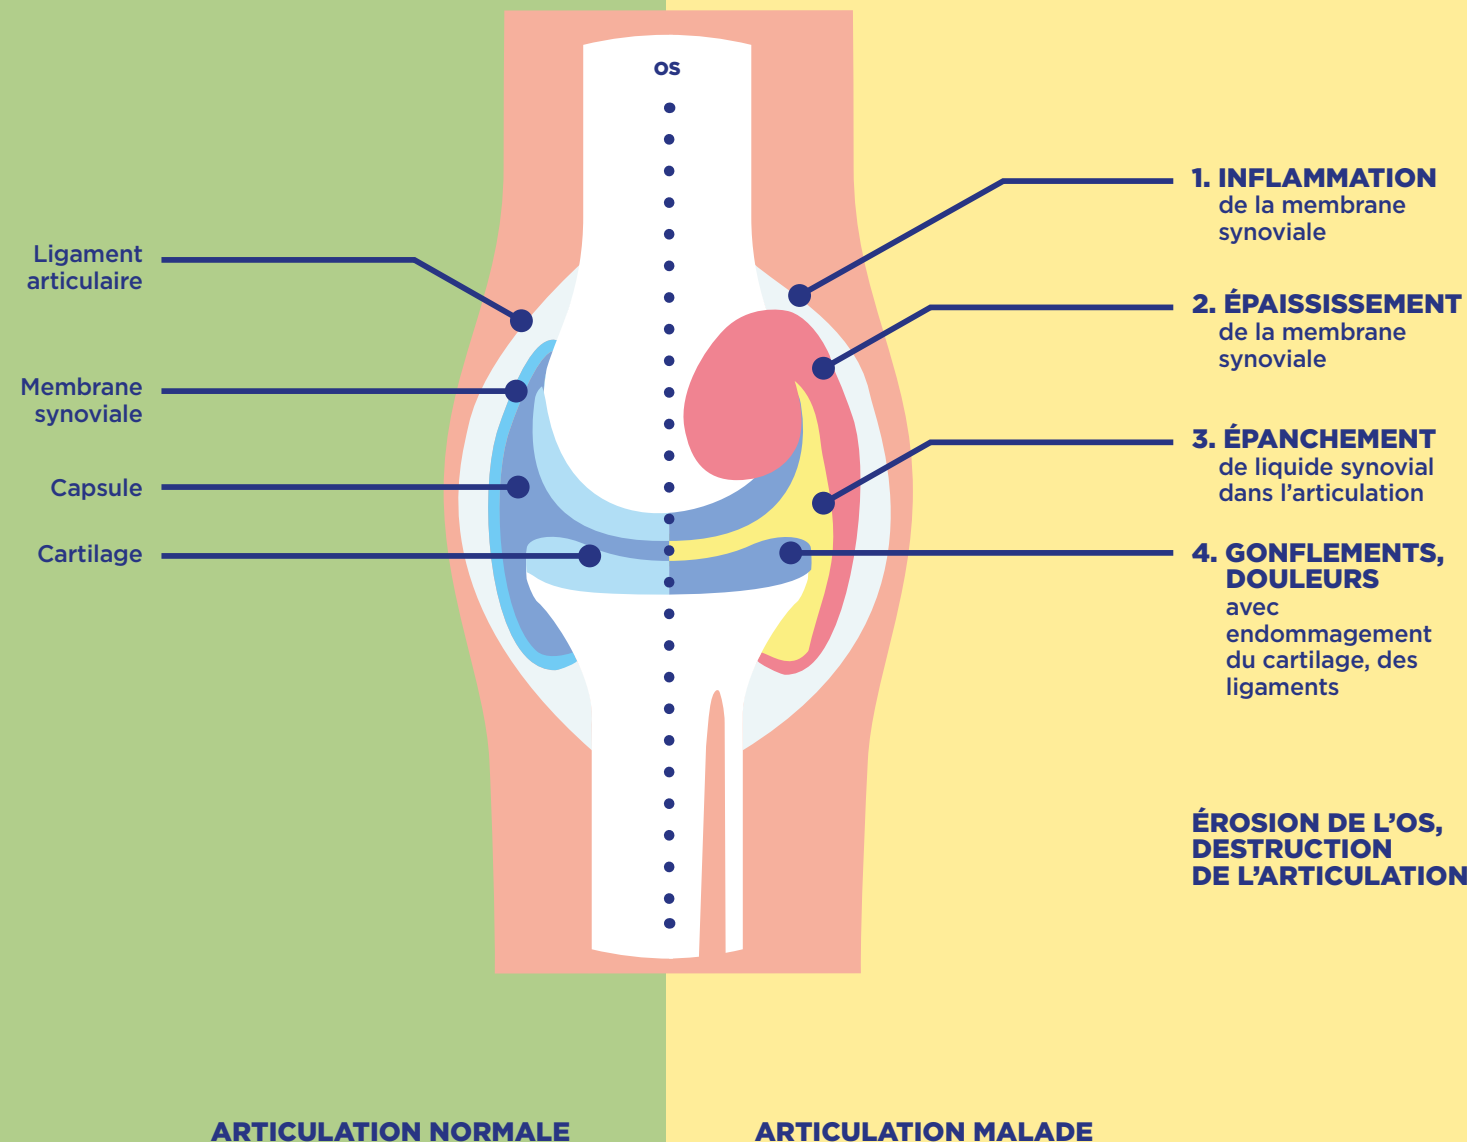 OS
Ligament
articulaire
Membrane
synoviale
Capsule
Cartilage
1. INFLAMMATION
de la membrane
synoviale
2. ÉPAISSISSEMENT
de la membrane
synoviale
3. ÉPANCHEMENT
de liquide synovial
dans l’articulation
4. GONFLEMENTS,
DOULEURS
avec
endommagement
du cartilage, des
ligaments
ÉROSION DE L’OS,
DESTRUCTION
DE L’ARTICULATION
ARTICULATION NORMALE
ARTICULATION MALADE